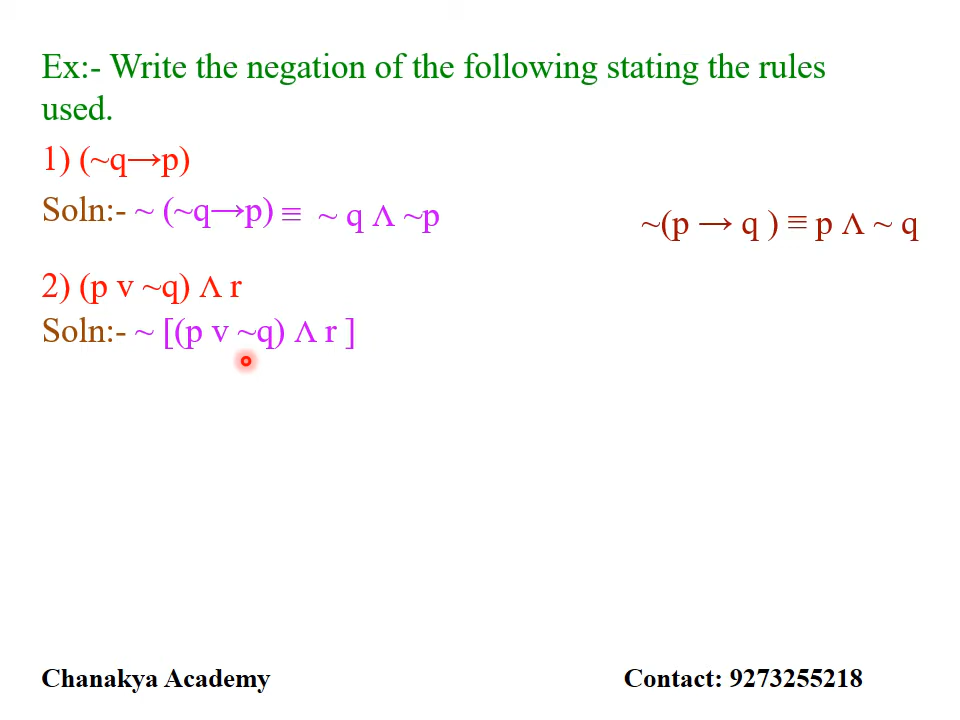 Ex:- Write the negation of the following stating the rules
used.
1) (~q→p)
Soln:- ~ (~q→p) ≡ ~ q Λ ~p
~(p → q ) ≡ p Λ ~ q
2) (p v ~q) Λ r
Soln:- ~ [(p v ~q) Λ r ]
Chanakya Academy
Contact: 9273255218